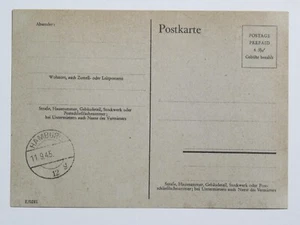 Absender:
Postkarte
POSTAGE
PREPAID
6 Rpf
Gebühr bezahlt
Wohnort, auch Zustell- oder Leitpostamt
Straße, Hausnummer, Gebäudeteil, Stockwerk oder
Postschließfachnummer;
bei Untermietern auch Name des Vermieters
HAMBURG
11.9.45.
Straße, Hausnummer, Gebäudeteil, Stockwerk oder Post-
schließfachnummer; bei Untermietern auch Name des Vermieters